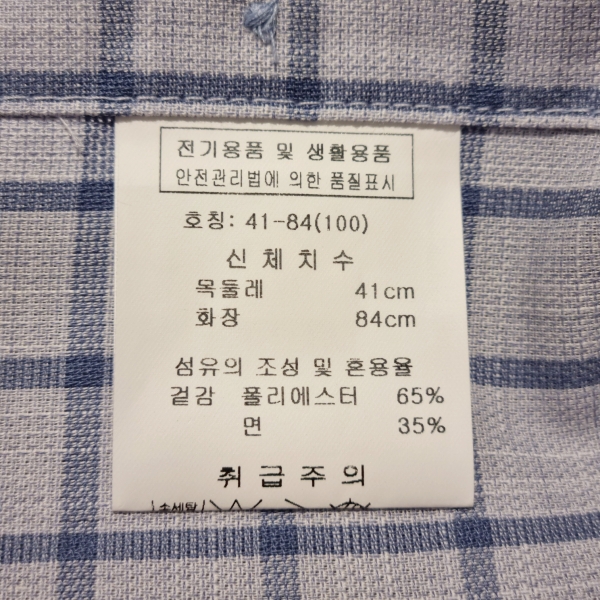 전기용품 및 생활용품
안전관리법에 의한 품질표시
호칭: 41-84(100)
신체치수
목둘레 41cm
화장 84cm
섬유의 조성 및 혼용율
겉감 폴리에스터 65%
면 35%
취급주의
손세탁